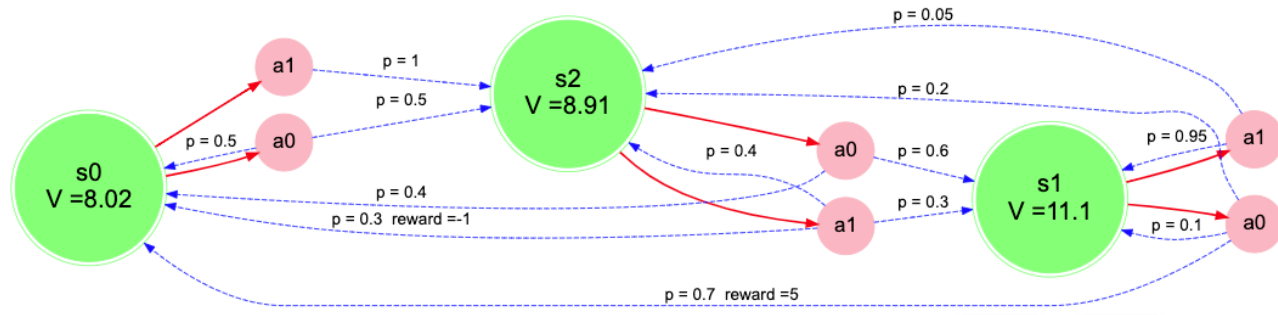 p = 0.05
s2
V =8.91
a1
p = 1
p = 0.5
p = 0.2
a0
p = 0.5
s0
V =8.02
a0
p = 0.4
p = 0.6
a1
p = 0.95
s1
V =11.1
p = 0.4
p = 0.3 reward =-1
a1
p = 0.3
a0
p = 0.1
p = 0.7 reward =5